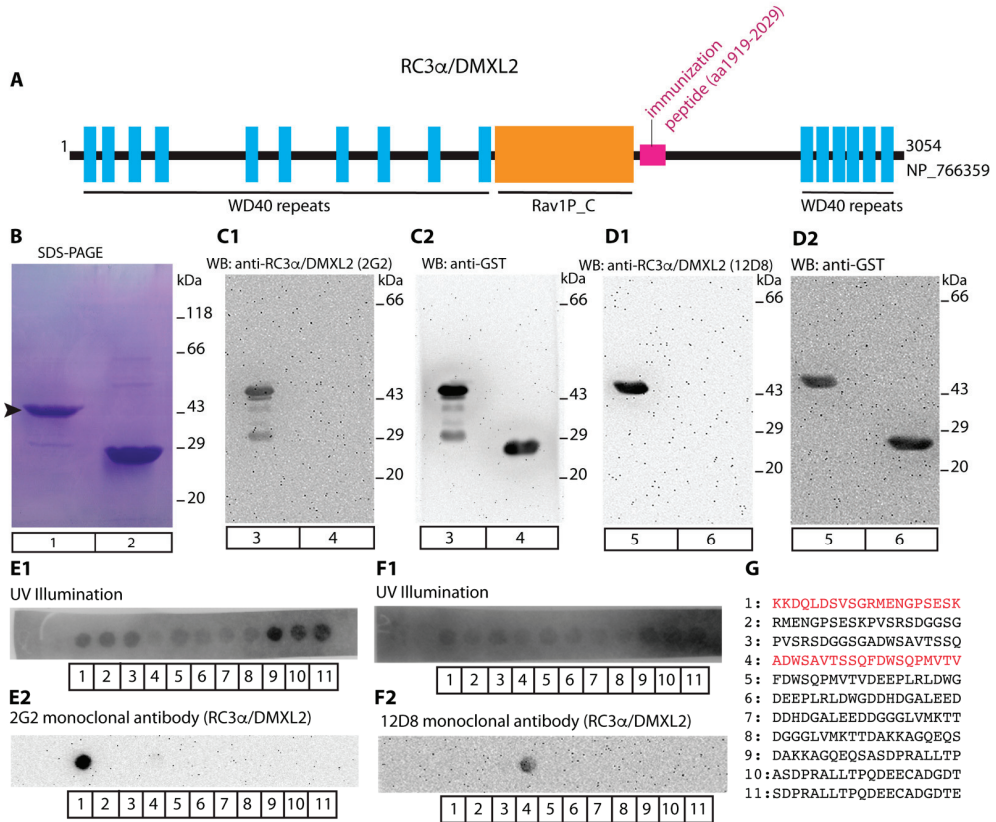 RC3α/DMXL2
immunization
peptide (aa1919-2029)
A
1
3054
NP_766359
WD40 repeats
Rav1P_C
WD40 repeats
B
SDS-PAGE
kDa
118
66
43
29
20
1 2
C1
WB: anti-RC3α/DMXL2 (2G2)
kDa
66
43
29
20
3 4
C2
WB: anti-GST
kDa
66
43
29
20
3 4
D1
WB: anti-RC3α/DMXL2 (12D8)
kDa
66
43
29
20
5 6
D2
WB: anti-GST
kDa
66
43
29
20
5 6
E1
UV Illumination
1 2 3 4 5 6 7 8 9 10 11
E2
2G2 monoclonal antibody (RC3α/DMXL2)
1 2 3 4 5 6 7 8 9 10 11
F1
UV Illumination
1 2 3 4 5 6 7 8 9 10 11
F2
12D8 monoclonal antibody (RC3α/DMXL2)
1 2 3 4 5 6 7 8 9 10 11
G
1: KKDQLDSVSGRMENGPSESK
2: RMENGPSESKPVSRSDGGSG
3: PVSRSDGGSGADWSAVTSSQ
4: ADWSAVTSSQFDWSQPMVTV
5: FDWSQPMVTVDEEPLRLDWG
6: DEEPLRLDWGDDHDGALEED
7: DDHDGALEEDDGGGLVMKTT
8: DGGGLVMKTTDAKKAGQEQS
9: DAKKAGQEQSASDPRALLTP
10: ASDPRALLTPQDEECADGDT
11: SDPRALLTPQDEECADGDTE